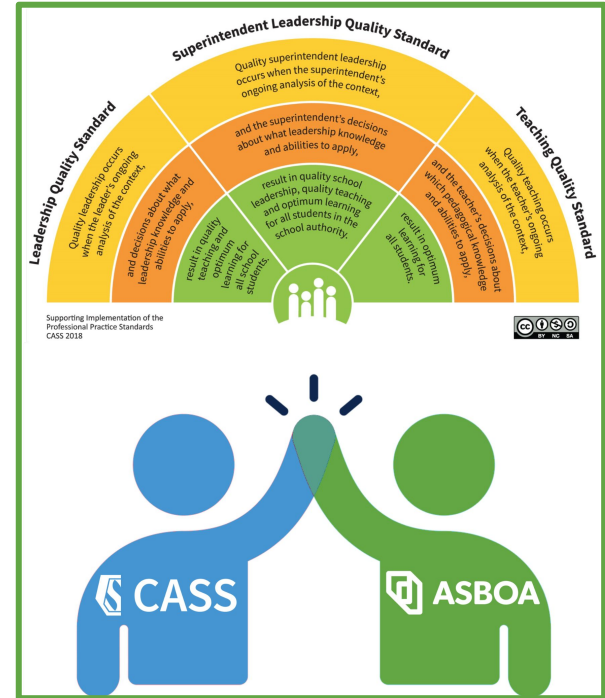 Superintendent Leadership Quality Standard
Quality superintendent leadership
occurs when the superintendent's
ongoing analysis of the context,
and the superintendent's decisions
about what leadership knowledge
and abilities to apply,
result in quality school
leadership, quality teaching
and optimum learning
for all students in the
school authority.
Leadership Quality Standard
Quality leadership occurs
when the leader's ongoing
analysis of the context,
and decisions about what
leadership knowledge and
abilities to apply,
result in quality
teaching and
optimum
learning for
all school
students.
Teaching Quality Standard
Quality teaching occurs
when the teacher's ongoing
analysis of the context,
and the teacher's decisions about
which pedagogical knowledge
and abilities to apply,
result in optimum
learning for
all students.
Supporting Implementation of the
Professional Practice Standards
CASS 2018
cc
BY NC SA
CASS
ASBOA